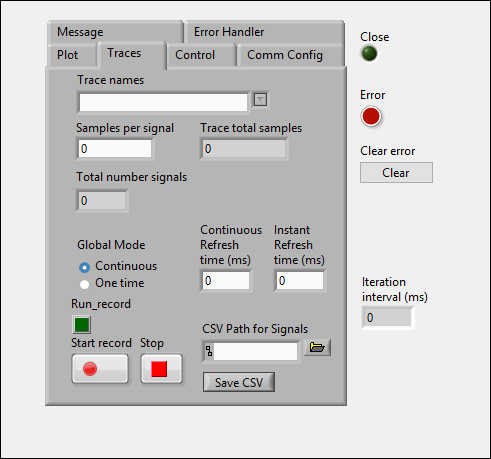 Message Error Handler
Plot Traces Control Comm Config
Close
Trace names
Error
Samples per signal Trace total samples
0 0
Clear error
Clear
Total number signals
0
Global Mode
Continuous
One time
Continuous
Refresh
time (ms)
0
Instant
Refresh
time (ms)
0
Iteration
interval (ms)
0
Run_record
Start record Stop
CSV Path for Signals
Save CSV